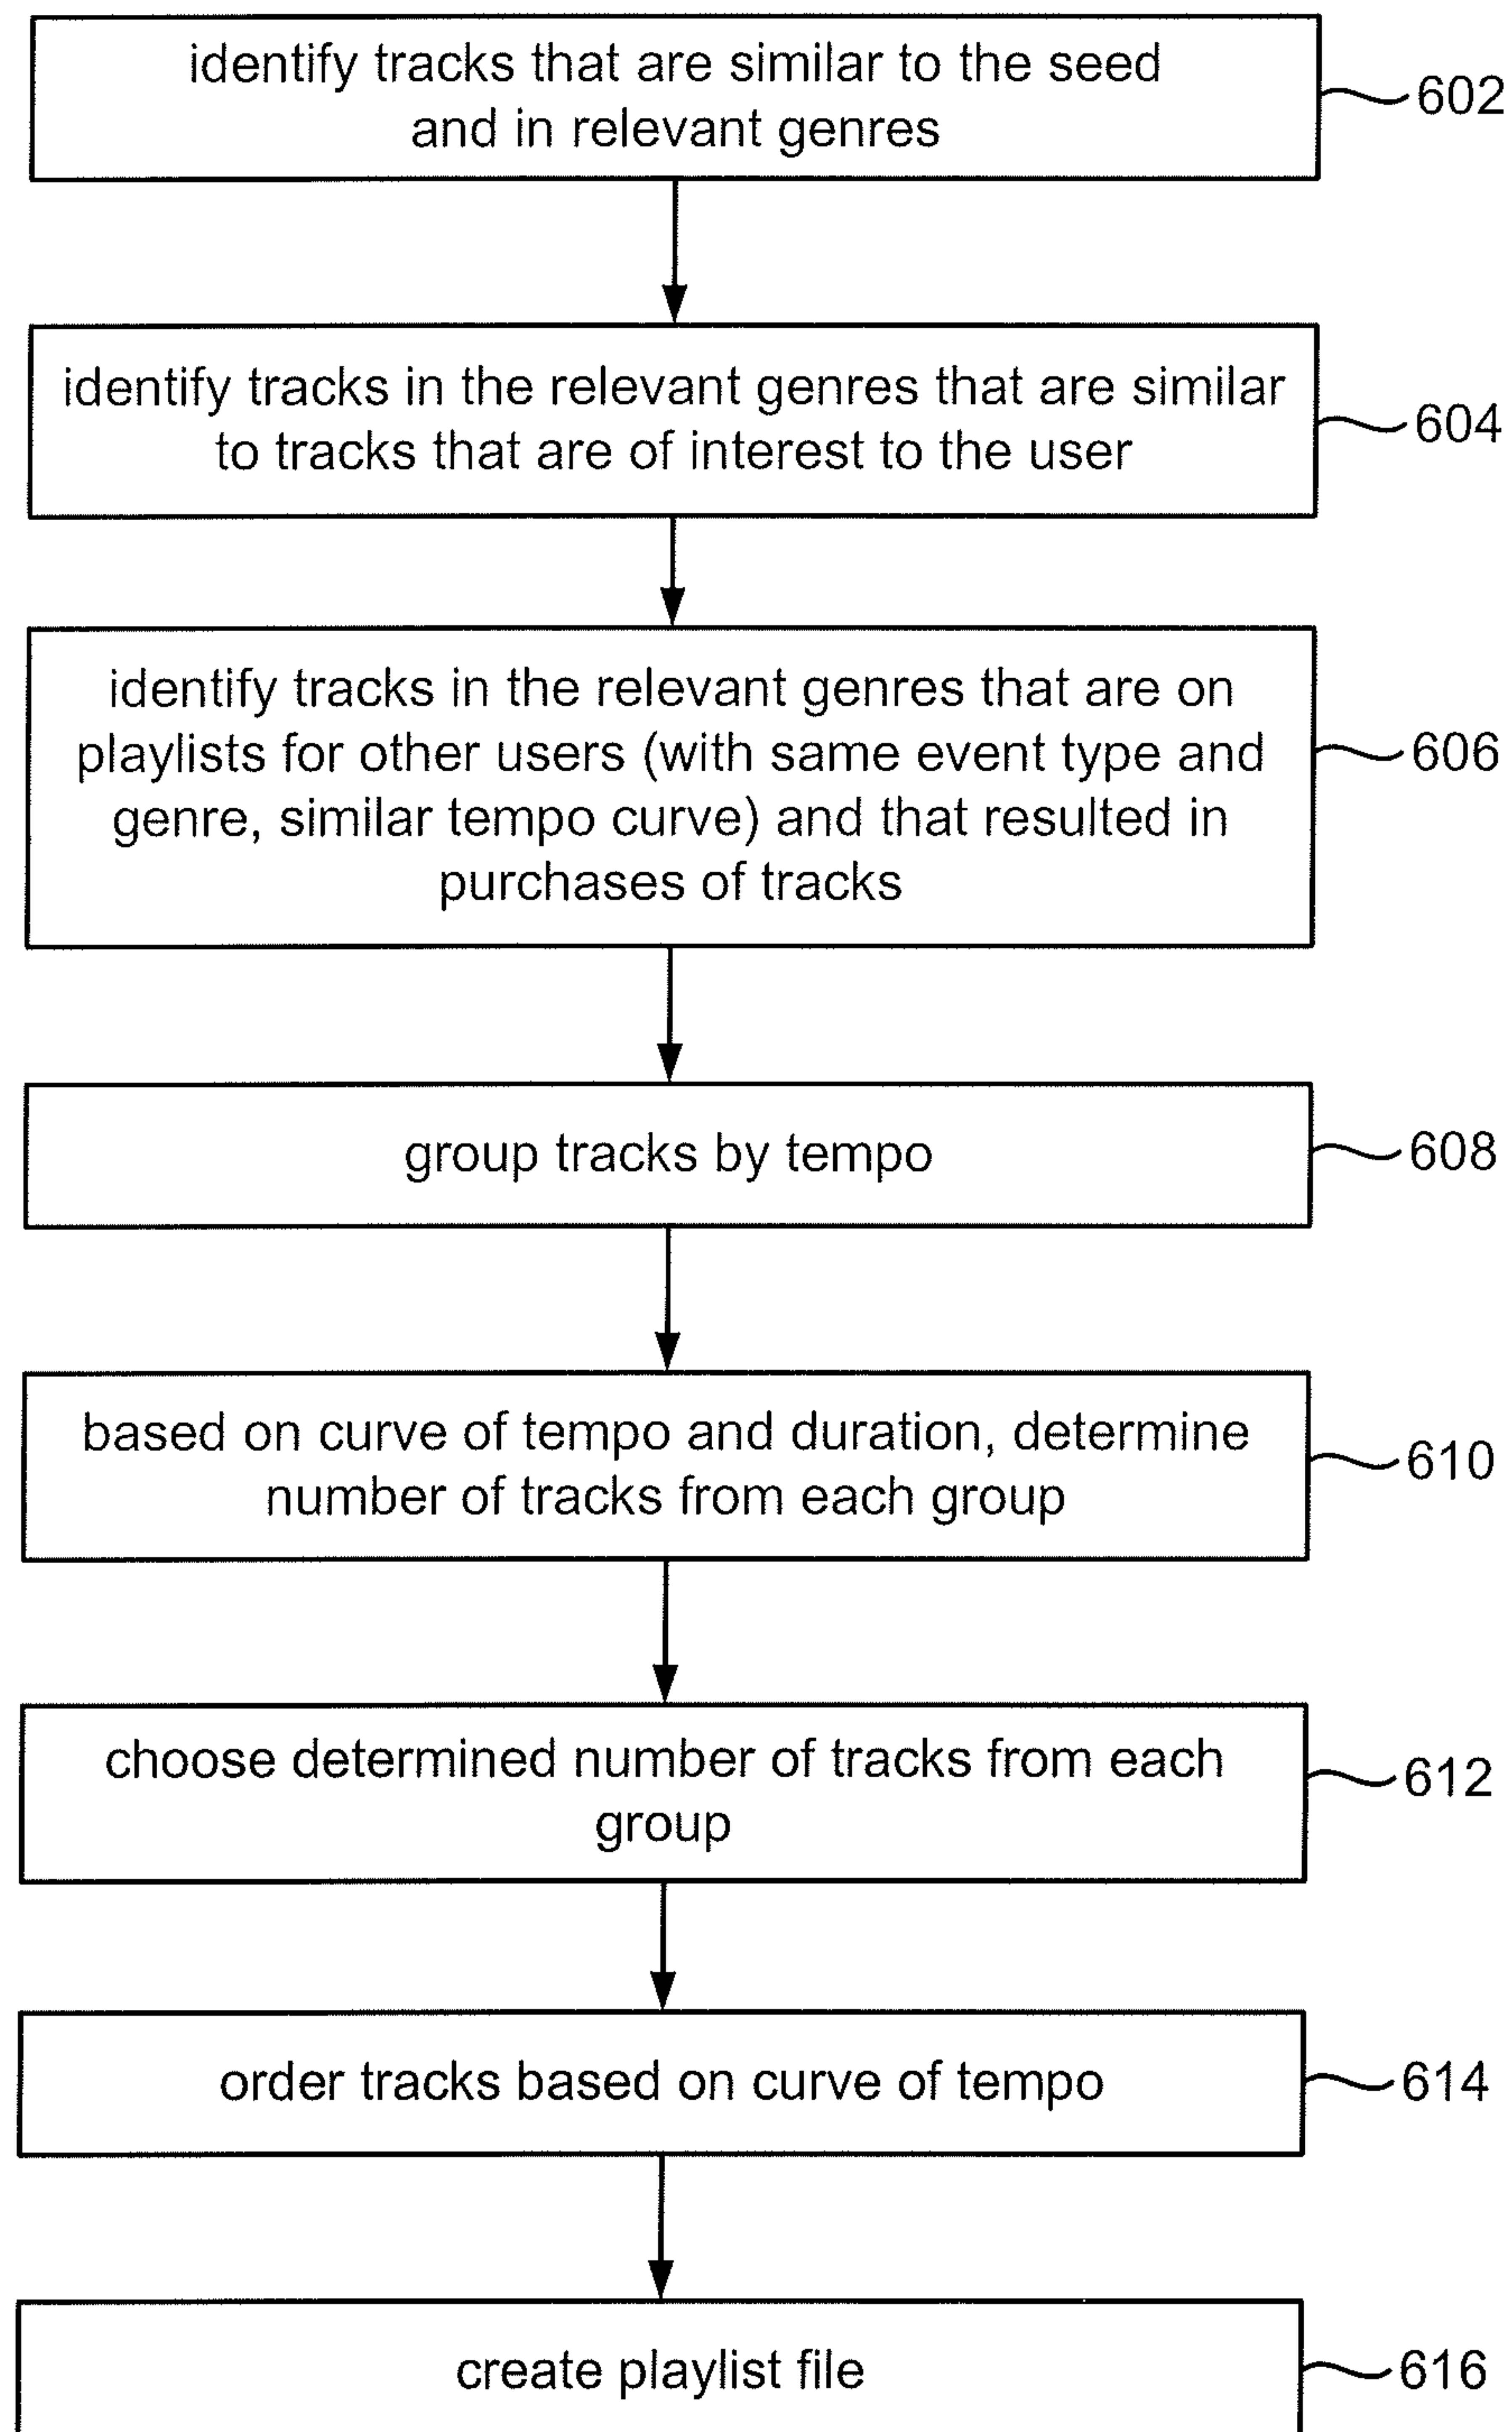 identify tracks that are similar to the seed
and in relevant genres
602
identify tracks in the relevant genres that are similar
to tracks that are of interest to the user
604
identify tracks in the relevant genres that are on
playlists for other users (with same event type and
genre, similar tempo curve) and that resulted in
purchases of tracks
606
group tracks by tempo
608
based on curve of tempo and duration, determine
number of tracks from each group
610
choose determined number of tracks from each
group
612
order tracks based on curve of tempo
614
create playlist file
616